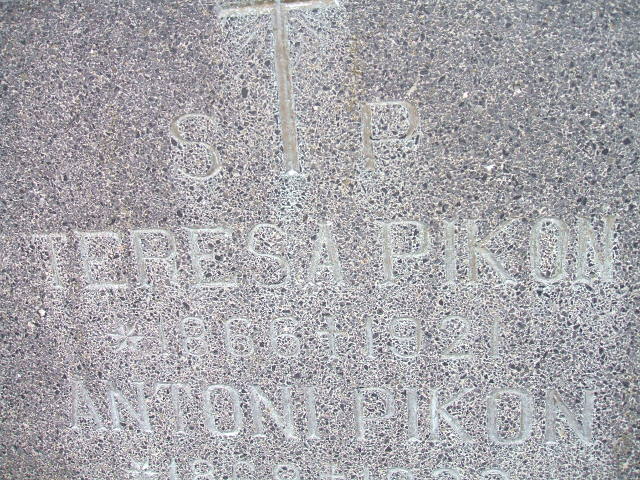 S P
TERESA PIKON
* 1866 † 1921
ANTONI PIKON